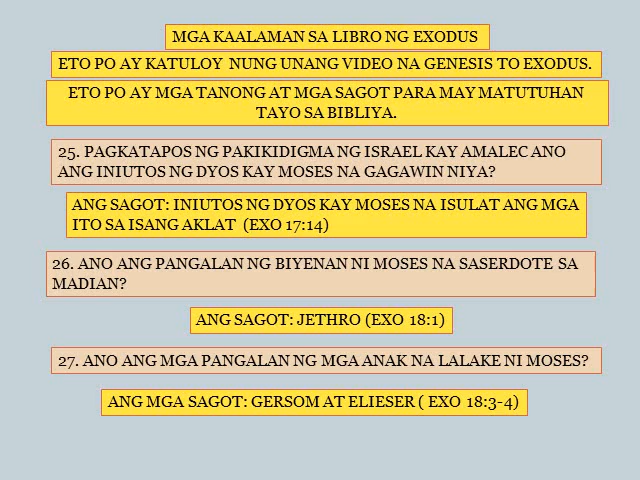 MGA KAALAMAN SA LIBRO NG EXODUS
ETO PO AY KATULOY NUNG UNANG VIDEO NA GENESIS TO EXODUS.
ETO PO AY MGA TANONG AT MGA SAGOT PARA MAY MATUTUHAN
TAYO SA BIBLIYA.
25. PAGKATAPOS NG PAKIKIDIGMA NG ISRAEL KAY AMALEC ANO
ANG INIUTOS NG DYOS KAY MOSES NA GAGAWIN NIYA?
ANG SAGOT: INIUTOS NG DYOS KAY MOSES NA ISULAT ANG MGA
ITO SA ISANG AKLAT (EXO 17:14)
26. ANO ANG PANGALAN NG BIYENAN NI MOSES NA SASERDOTE SA
MADIAN?
ANG SAGOT: JETHRO (EXO 18:1)
27. ANO ANG MGA PANGALAN NG MGA ANAK NA LALAKE NI MOSES?
ANG MGA SAGOT: GERSOM AT ELIESER ( EXO 18:3-4)